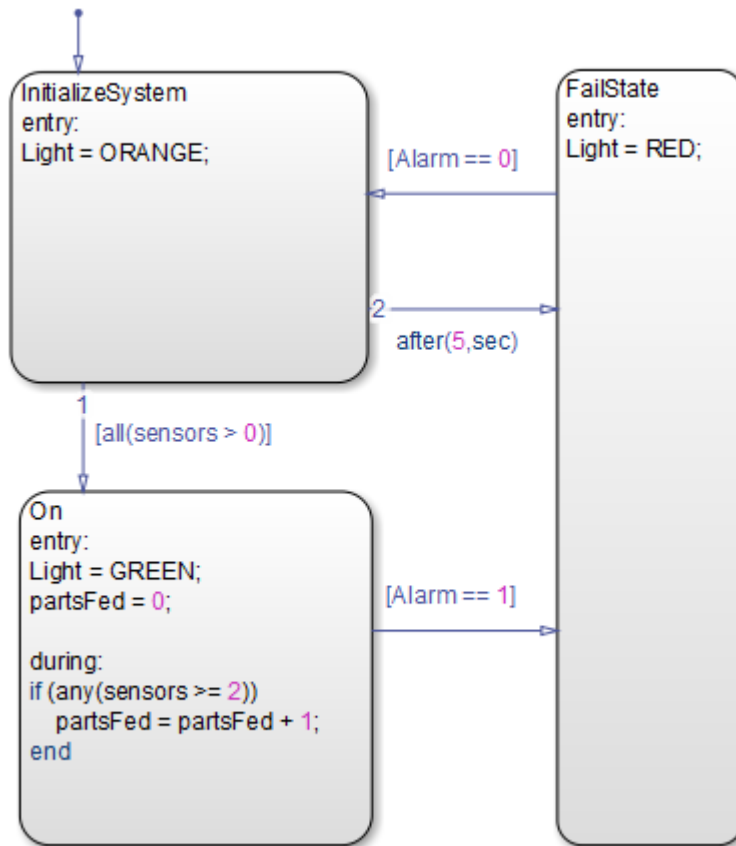 InitializeSystem
entry:
Light = ORANGE;
FailState
entry:
Light = RED;
[Alarm == 0]
2
after(5,sec)
1
[all(sensors > 0)]
On
entry:
Light = GREEN;
partsFed = 0;
during:
if (any(sensors >= 2))
partsFed = partsFed + 1;
end
[Alarm == 1]